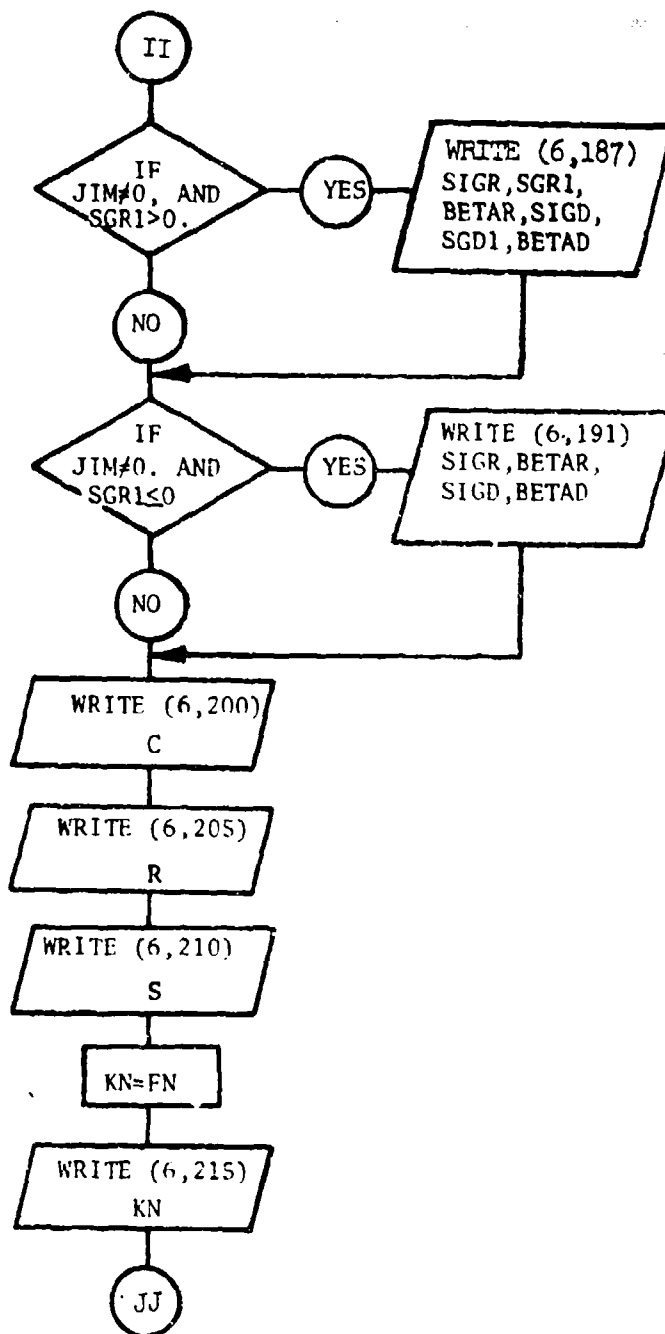 II
IF
JIM≠0, AND
SGR1>0.
YES
WRITE (6,187)
SIGR,SGR1,
BETAR,SIGD,
SGD1,BETAD
NO
IF
JIM≠0. AND
SGR1≤0
YES
WRITE (6,191)
SIGR,BETAR,
SIGD,BETAD
NO
WRITE (6,200)
C
WRITE (6,205)
R
WRITE (6,210)
S
KN=FN
WRITE (6,215)
KN
JJ